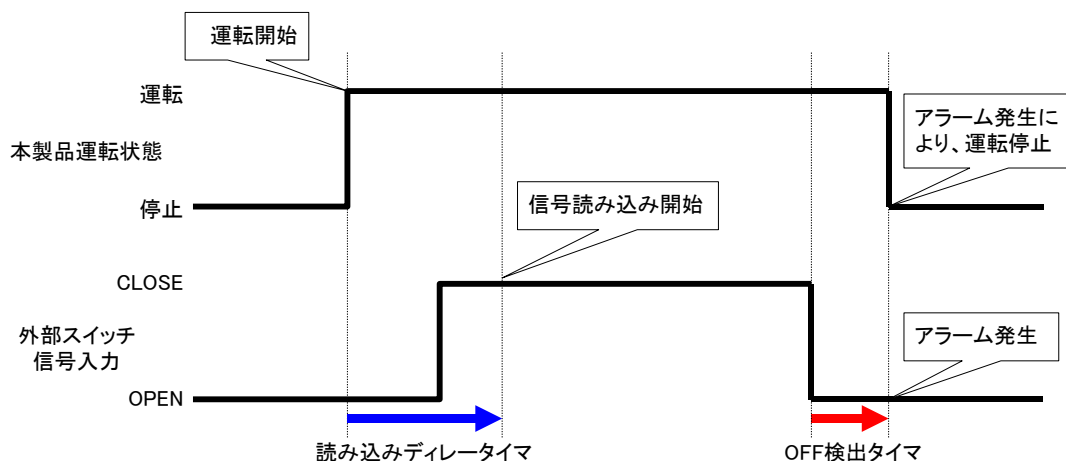 運転開始
運転
アラーム発生に
より、運転停止
本製品運転状態
停止
信号読み込み開始
CLOSE
外部スイッチ
信号入力
アラーム発生
OPEN
読み込みディレータイマ
OFF検出タイマ